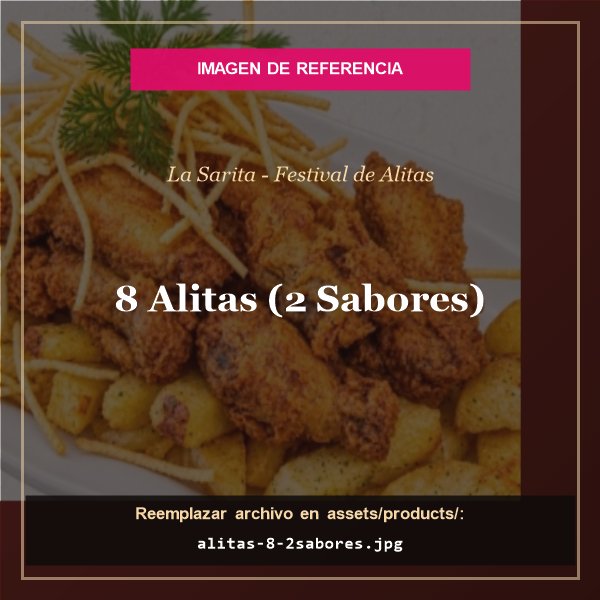 IMAGEN DE REFERENCIA
La Sarita - Festival de Alitas
8 Alitas (2 Sabores)
Reemplazar archivo en assets/products/:
alitas-8-2sabores.jpg